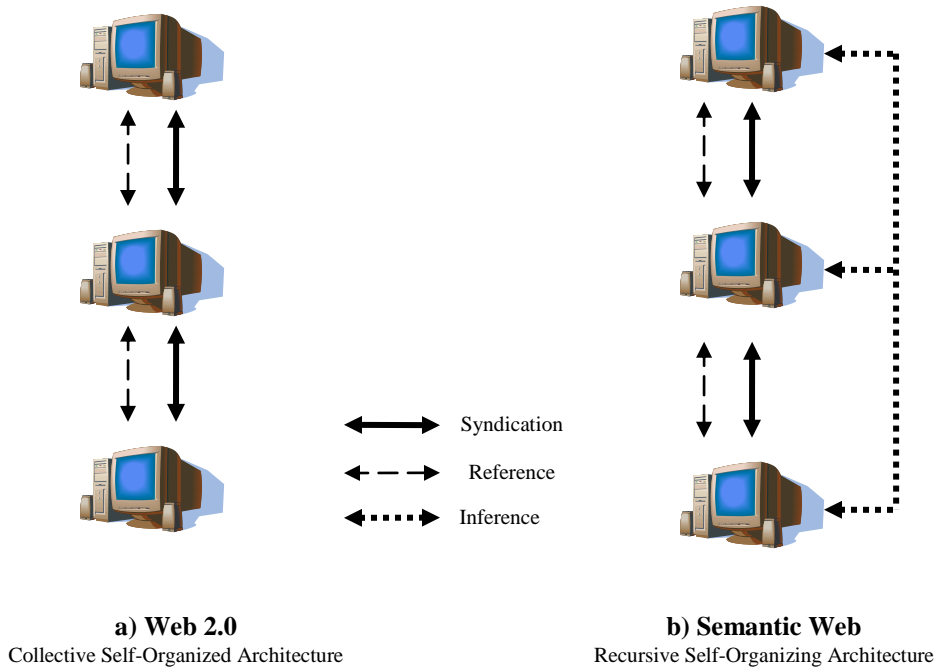 Syndication
Reference
Inference
a) Web 2.0
Collective Self-Organized Architecture
b) Semantic Web
Recursive Self-Organizing Architecture